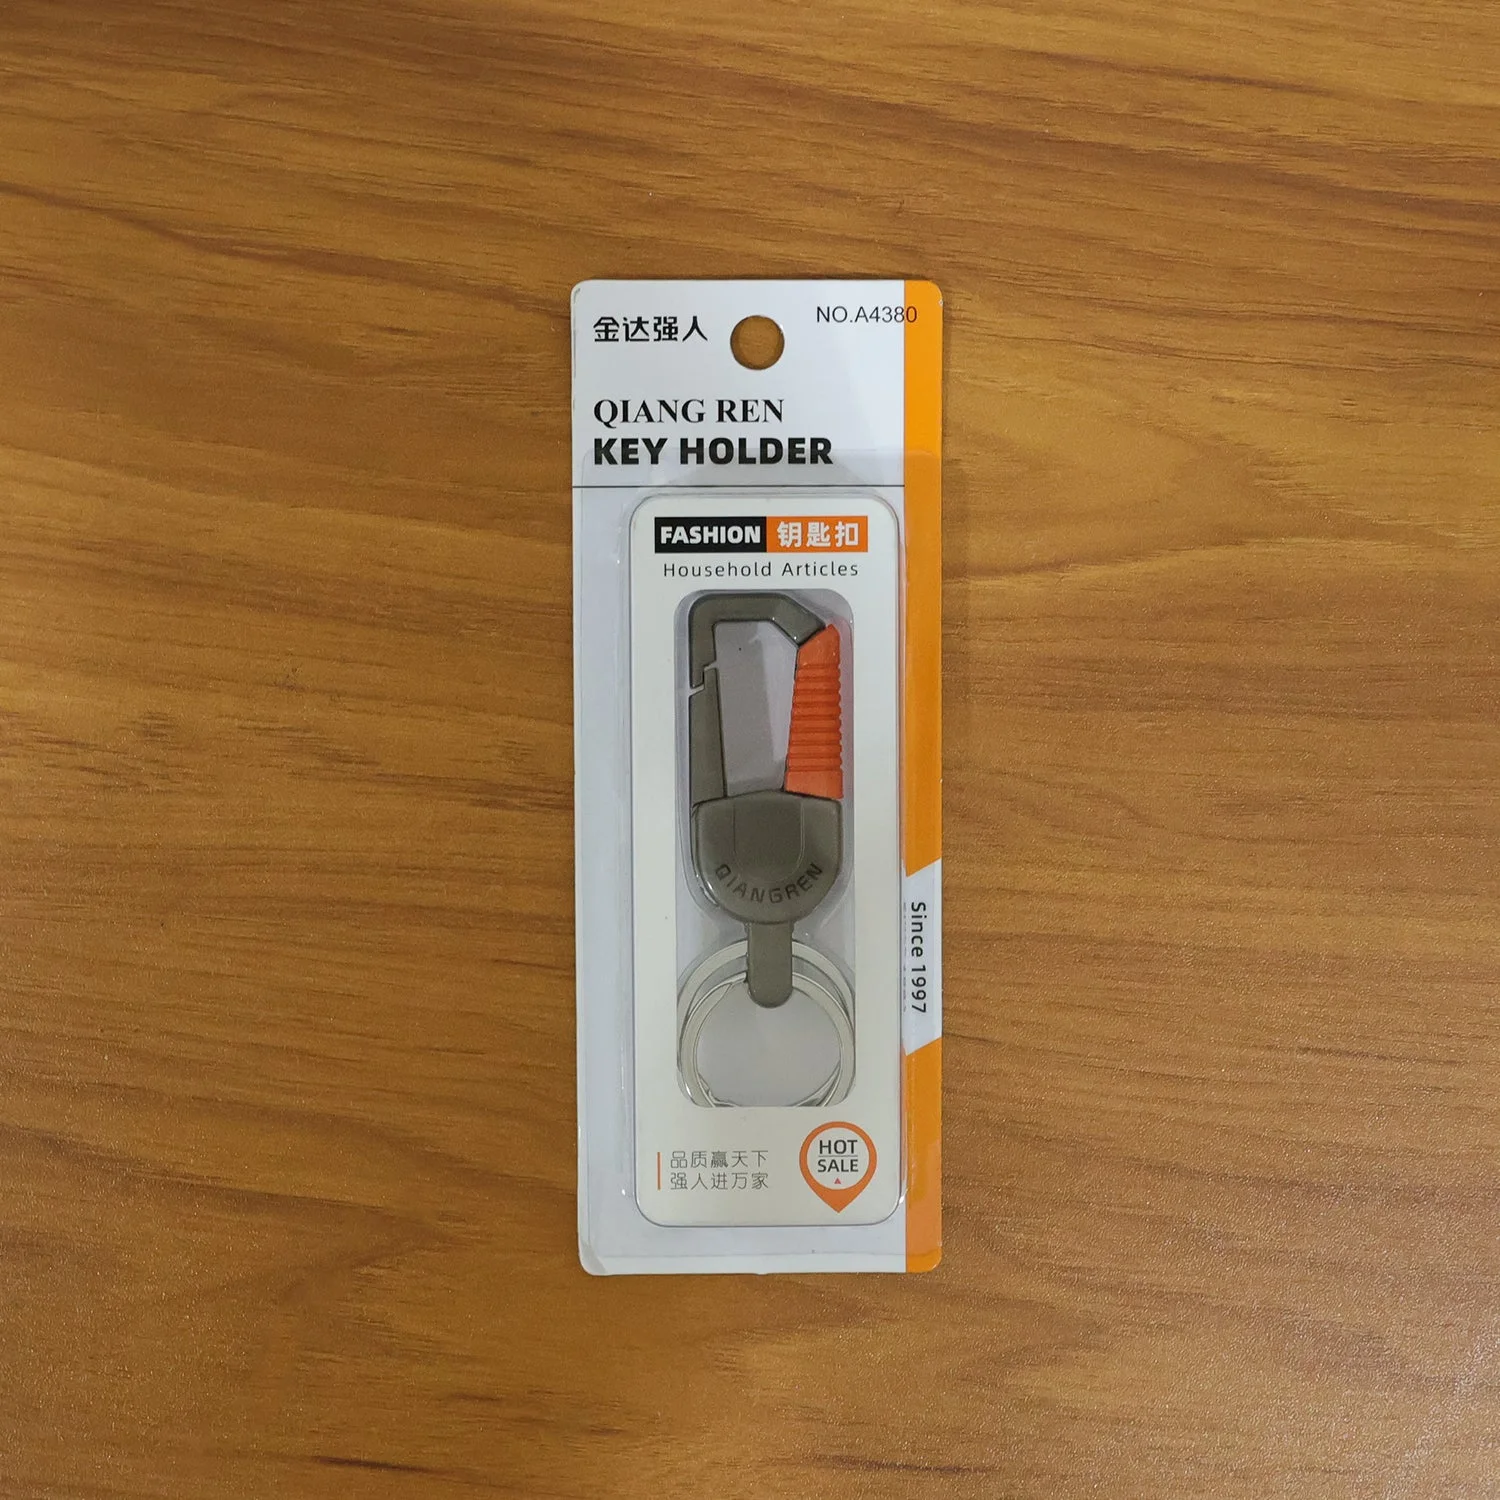 金达强人
NO.A4380
QIANG REN
KEY HOLDER
FASHION 钥匙扣
Household Articles
QIANGREN
Since 1997
品质赢天下
强人进万家
HOT
SALE